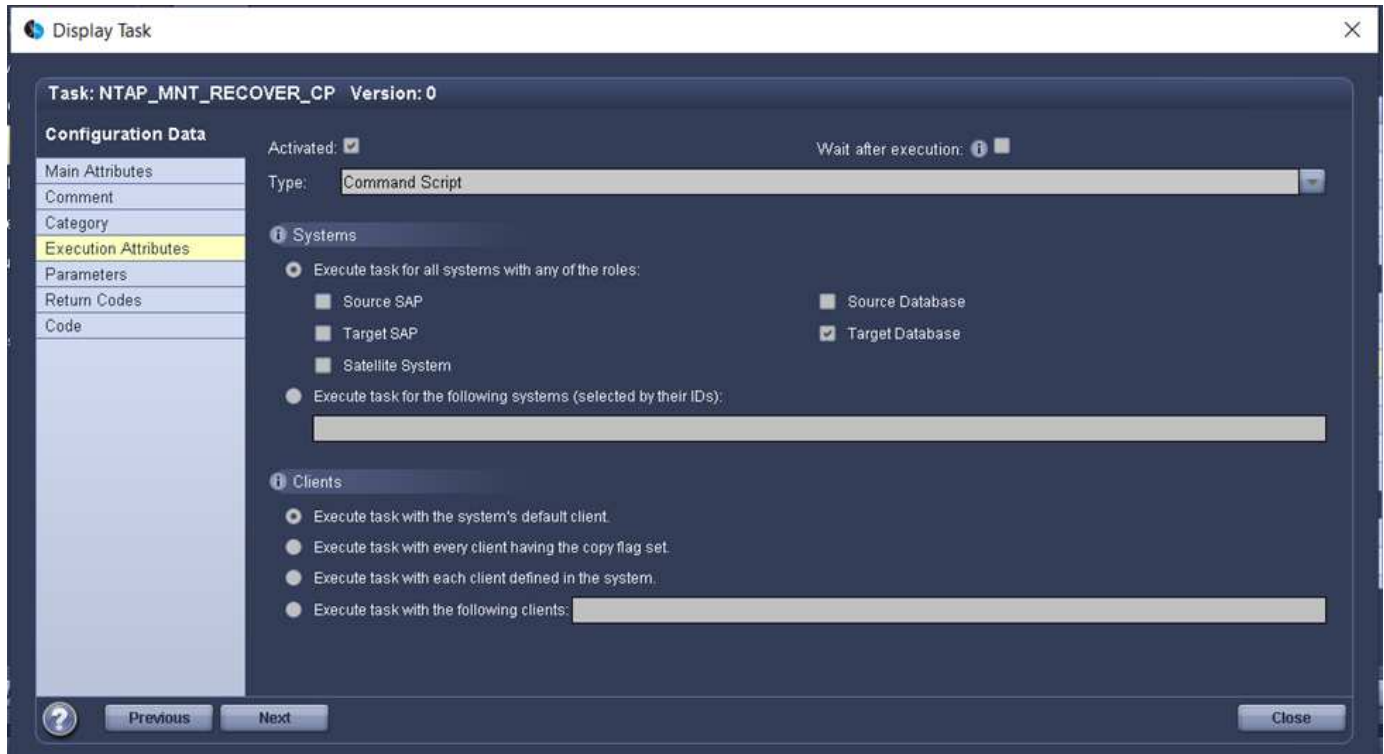 Display Task
Task: NTAP_MNT_RECOVER_CP Version: 0
Configuration Data
Main Attributes
Comment
Category
Execution Attributes
Parameters
Return Codes
Code
Activated:
Wait after execution:
Type: Command Script
Systems
Execute task for all systems with any of the roles:
Source SAP
Source Database
Target SAP
Target Database
Satellite System
Execute task for the following systems (selected by their IDs):
Clients
Execute task with the system's default client.
Execute task with every client having the copy flag set.
Execute task with each client defined in the system.
Execute task with the following clients:
Previous
Next
Close